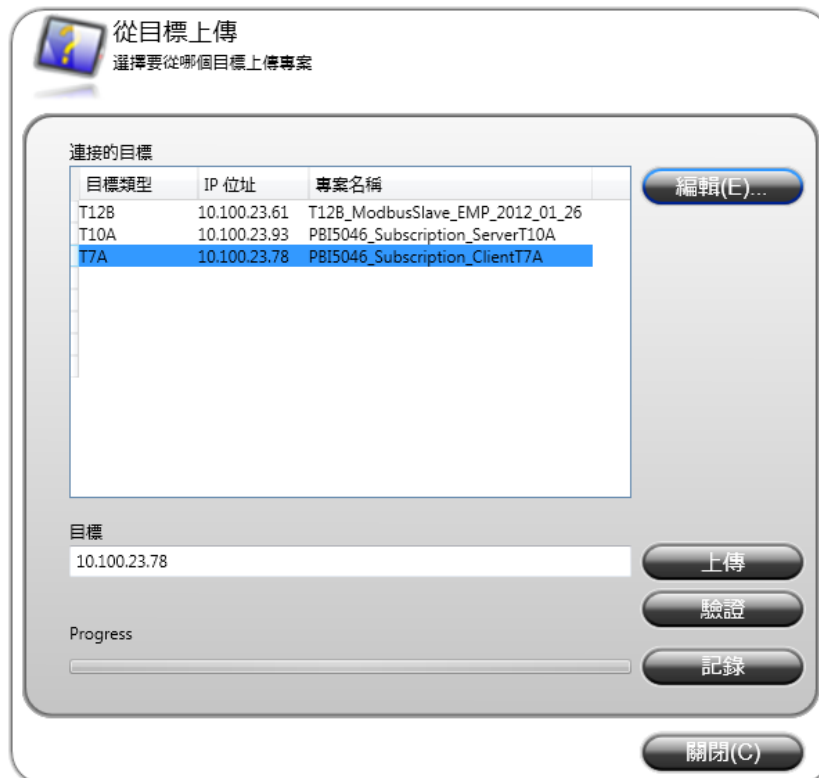 從目標上傳
選擇要從哪個目標上傳專案
連接的目標
目標類型 IP 位址 專案名稱
編輯(E)...
T12B 10.100.23.61 T12B_ModbusSlave_EMP_2012_01_26
T10A 10.100.23.93 PBI5046_Subscription_ServerT10A
T7A 10.100.23.78 PBI5046_Subscription_ClientT7A
目標
10.100.23.78
上傳
驗證
Progress
記錄
關閉(C)